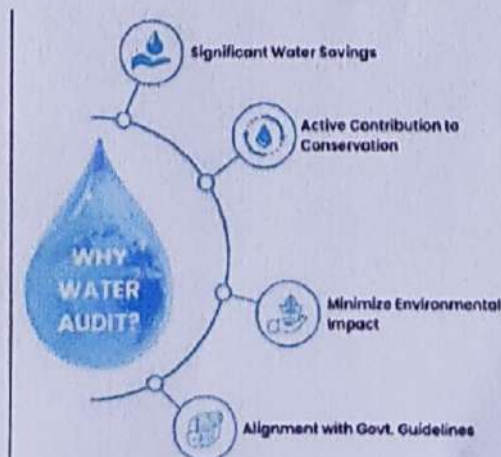 Significant Water Savings
Active Contribution to
Conservation
WHY
WATER
AUDIT?
Minimize Environmental
Impact
Alignment with Govt. Guidelines